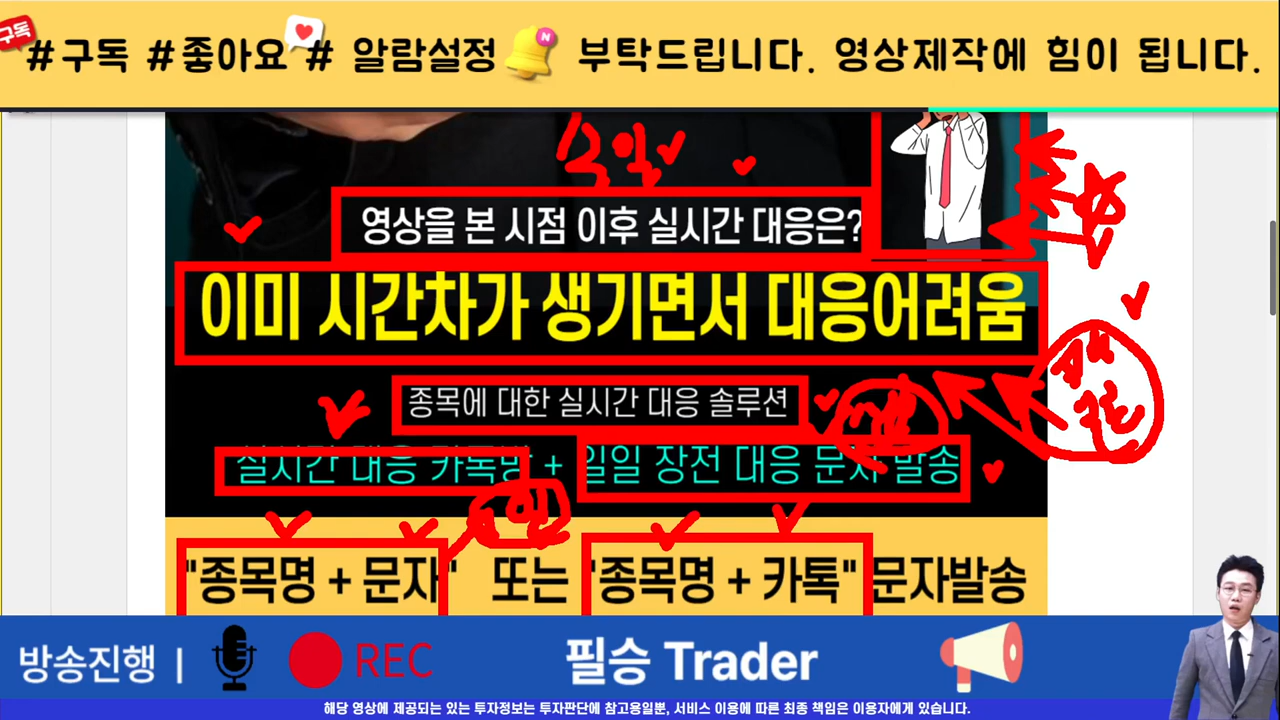 구독
#구독 #좋아요 # 알람설정 N 부탁드립니다. 영상제작에 힘이 됩니다.
영상을 본 시점 이후 실시간 대응은?
이미 시간차가 생기면서 대응어려움
종목에 대한 실시간 대응 솔루션
실시간 대응 카톡방 + 일일 장전 대응 문자 발송
"종목명 + 문자" 또는 "종목명 + 카톡" 문자발송
방송진행 | REC 필승 Trader
해당 영상에 제공되는 있는 투자정보는 투자판단에 참고용일뿐, 서비스 이용에 따른 최종 책임은 이용자에게 있습니다.